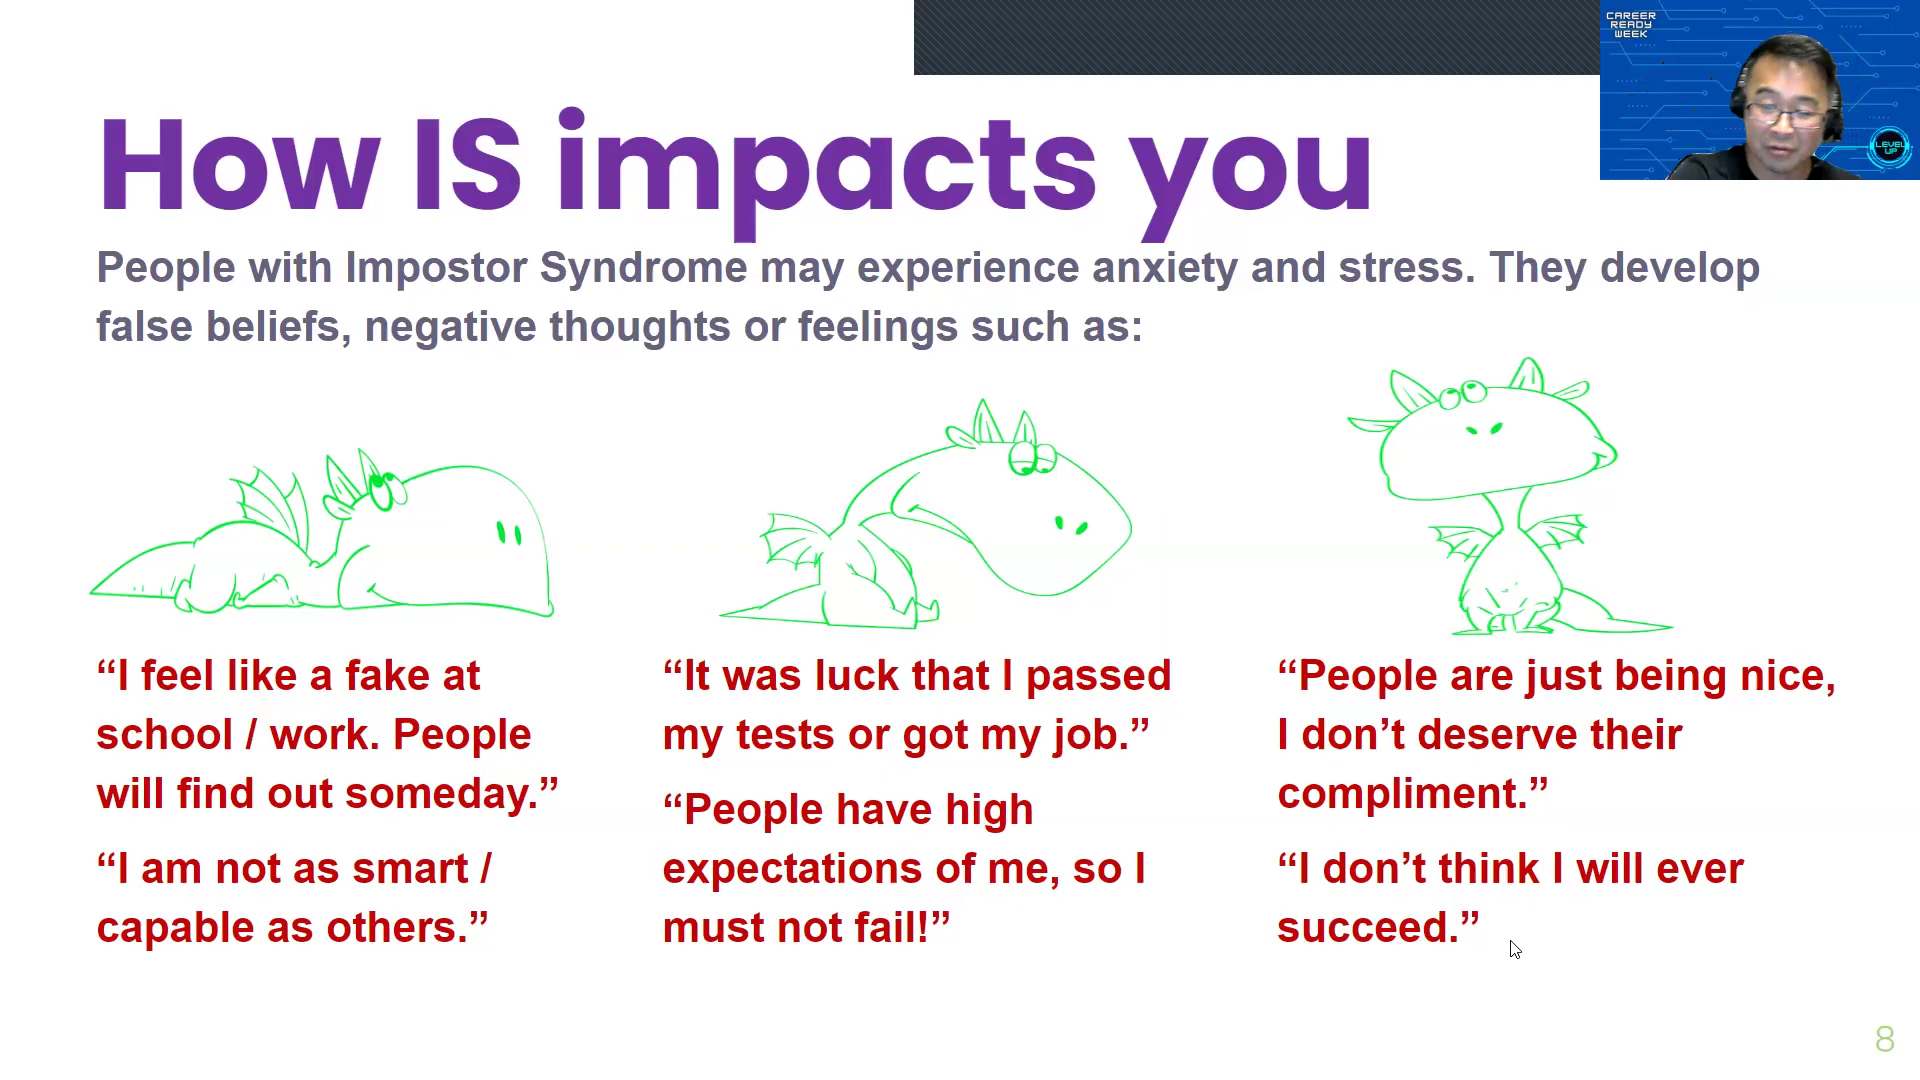 CAREER
READY
WEEK
LEVEL
UP
How IS impacts you
People with Impostor Syndrome may experience anxiety and stress. They develop
false beliefs, negative thoughts or feelings such as:
“I feel like a fake at
school / work. People
will find out someday.”
“I am not as smart /
capable as others.”
“It was luck that I passed
my tests or got my job.”
“People have high
expectations of me, so I
must not fail!”
“People are just being nice,
I don’t deserve their
compliment.”
“I don’t think I will ever
succeed.”
8